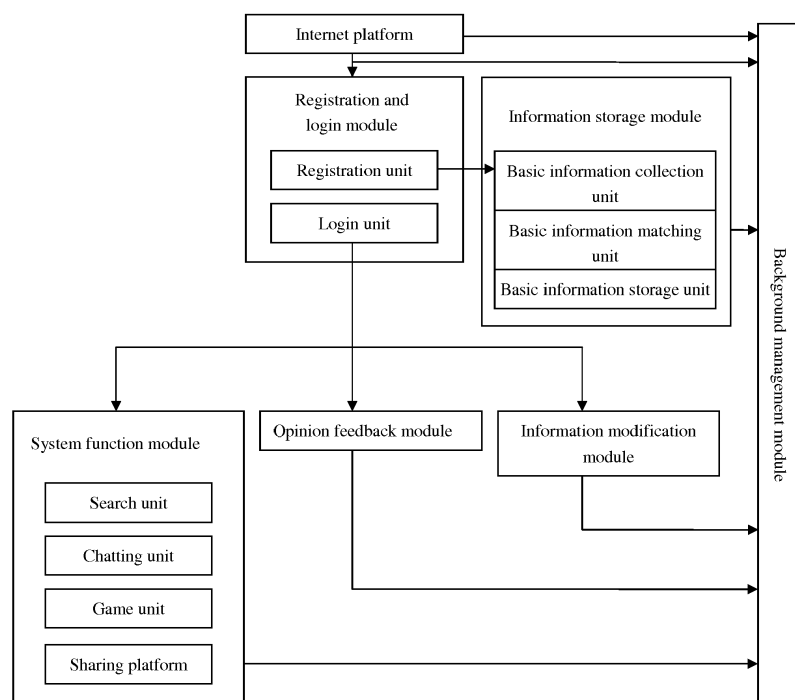 Internet platform
Registration and
login module
Registration unit
Login unit
Information storage module
Basic information collection
unit
Basic information matching
unit
Basic information storage unit
Background management module
System function module
Search unit
Chatting unit
Game unit
Sharing platform
Opinion feedback module
Information modification
module